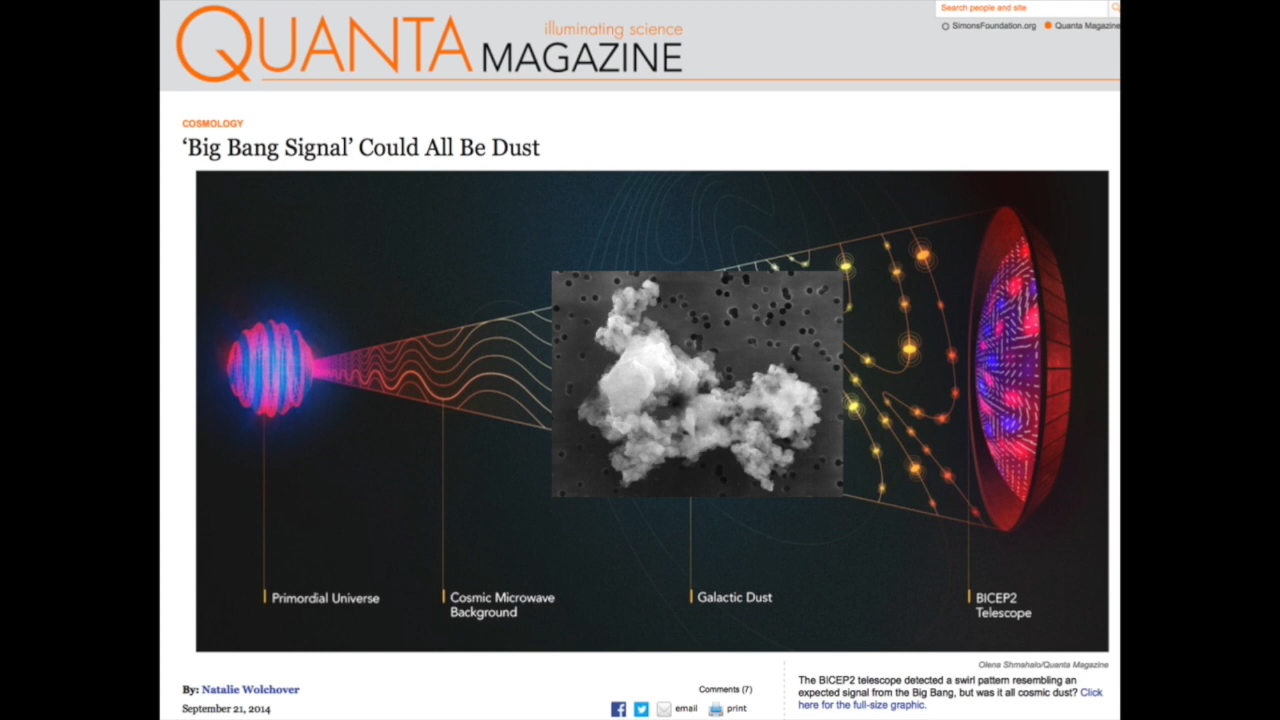 Search people and site
SimonsFoundation.org Quanta Magazine
QUANTA illuminating science
MAGAZINE
COSMOLOGY
‘Big Bang Signal’ Could All Be Dust
Primordial Universe
Cosmic Microwave
Background
Galactic Dust
BICEP2
Telescope
Olena Shmahalo/Quanta Magazine
By: Natalie Wolchover
September 21, 2014
Comments (7)
email print
The BICEP2 telescope detected a swirl pattern resembling an
expected signal from the Big Bang, but was it all cosmic dust? Click
here for the full-size graphic.